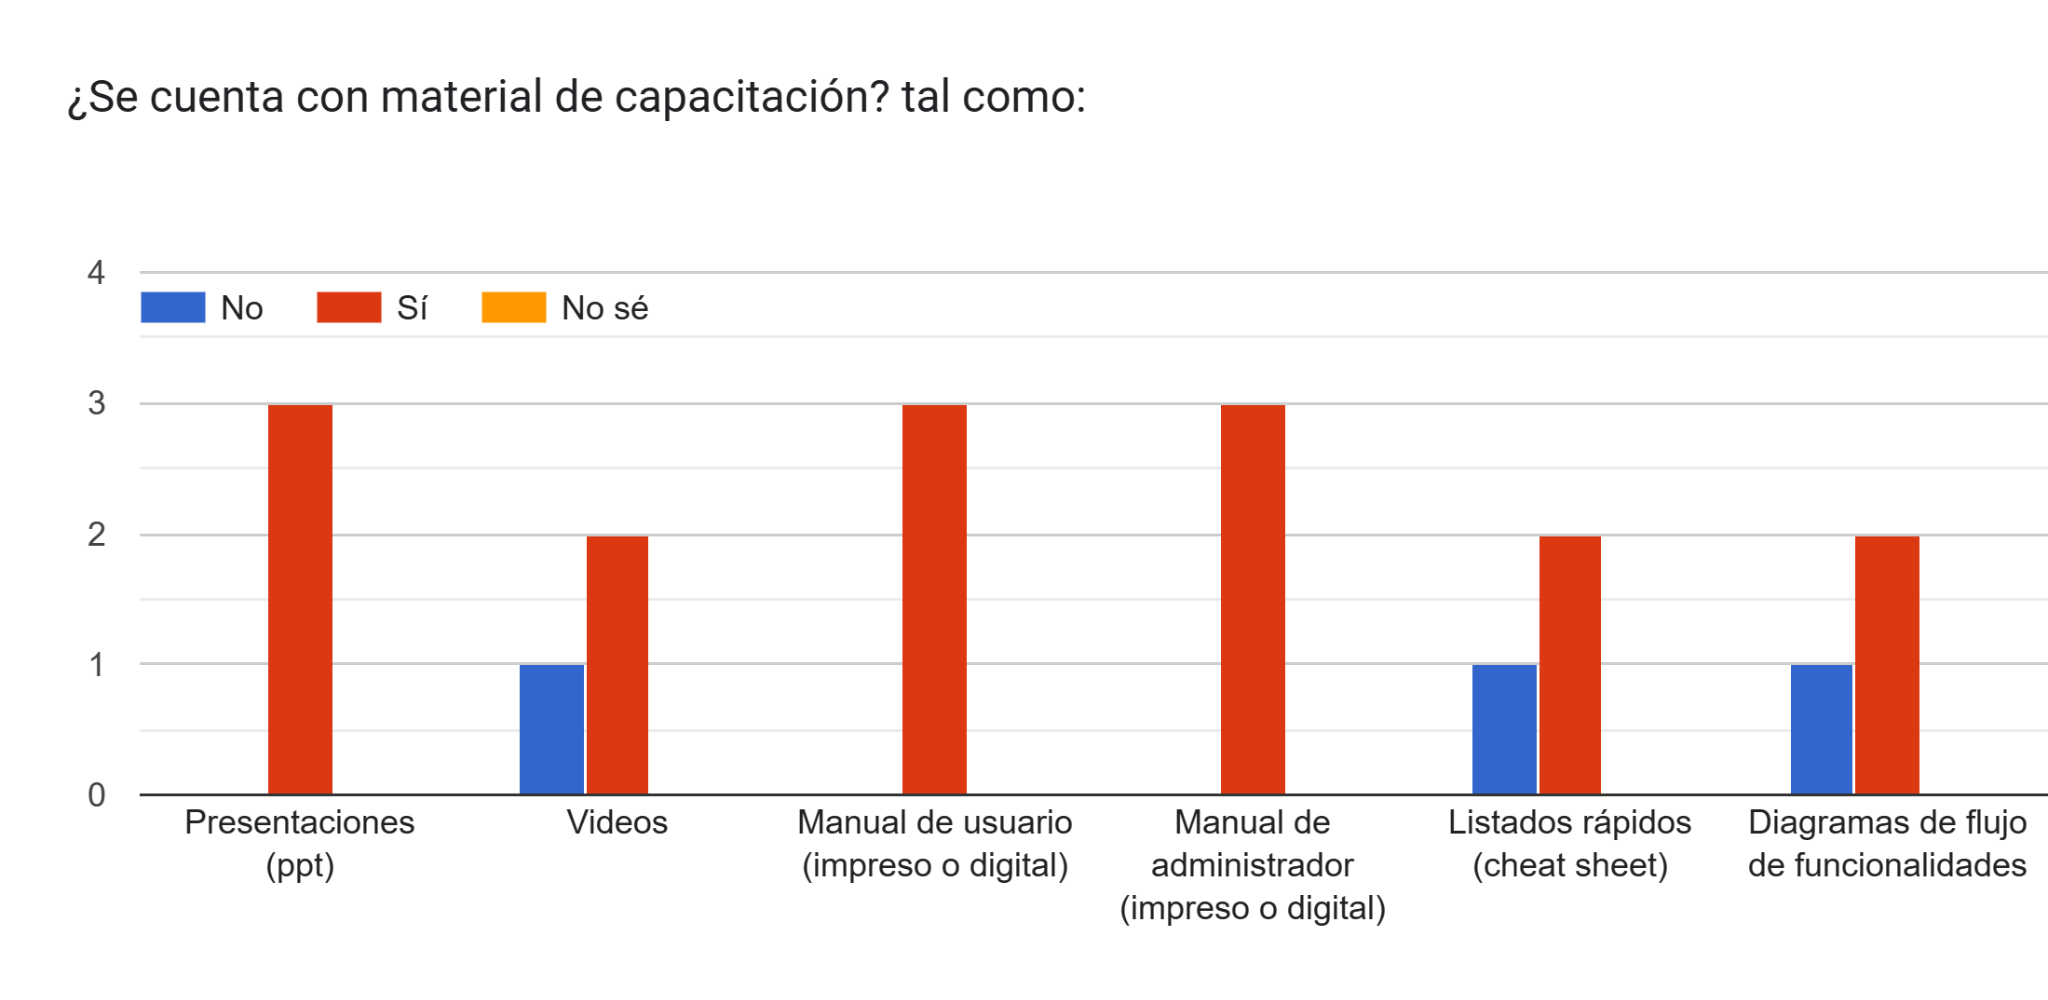 ¿Se cuenta con material de capacitación? tal como:
4
No Sí No sé
3
2
1
0
Presentaciones
(ppt)
Videos
Manual de usuario
(impreso o digital)
Manual de
administrador
(impreso o digital)
Listados rápidos
(cheat sheet)
Diagramas de flujo
de funcionalidades